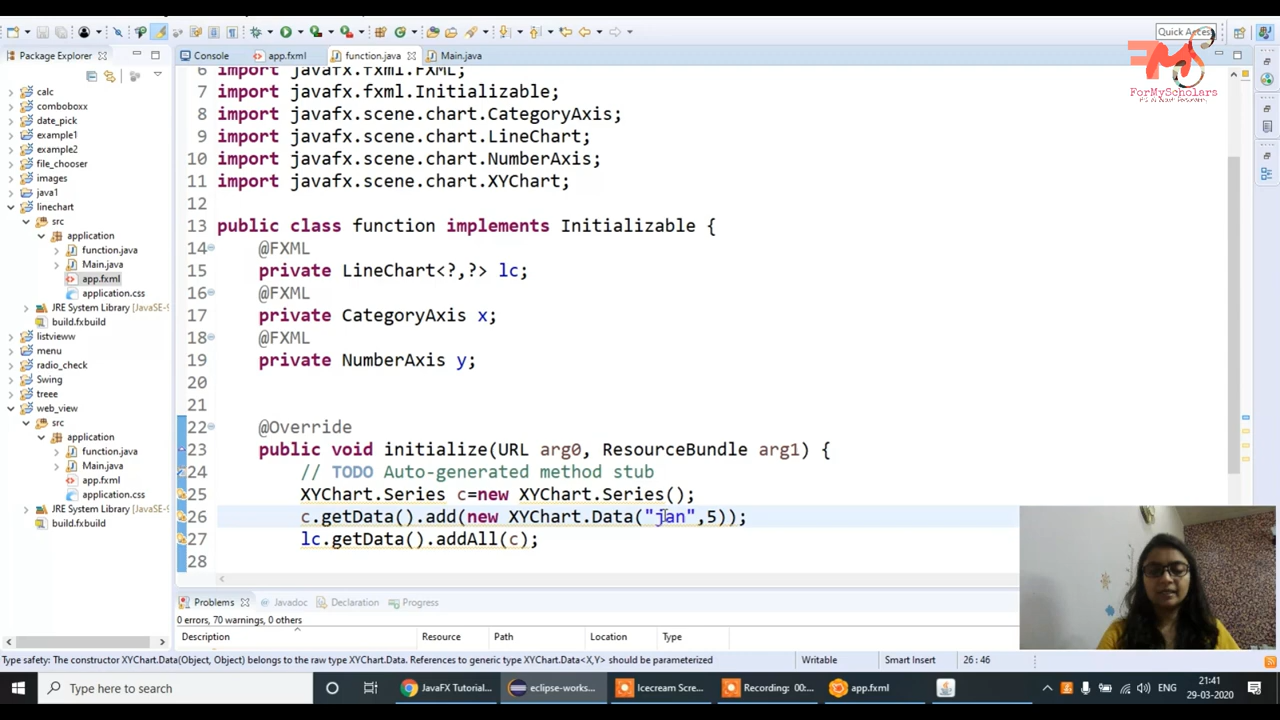 Quick Access
Package Explorer
Console
app.fxml
function.java
Main.java
FMS
ForMyScholars
calc
comboboxx
date_pick
example1
example2
file_chooser
images
java1
linechart
src
application
function.java
Main.java
app.fxml
application.css
JRE System Library [JavaSE-9
build.fxbuild
listvieww
menu
radio_check
Swing
treee
web_view
src
application
function.java
Main.java
app.fxml
application.css
JRE System Library [JavaSE-9
build.fxbuild
6 import javafx.fxml.FXML;
7 import javafx.fxml.Initializable;
8 import javafx.scene.chart.CategoryAxis;
9 import javafx.scene.chart.LineChart;
10 import javafx.scene.chart.NumberAxis;
11 import javafx.scene.chart.XYChart;
12
13 public class function implements Initializable {
14 @FXML
15 private LineChart<?,?> lc;
16 @FXML
17 private CategoryAxis x;
18 @FXML
19 private NumberAxis y;
20
21
22 @Override
23 public void initialize(URL arg0, ResourceBundle arg1) {
24 // TODO Auto-generated method stub
25 XYChart.Series c=new XYChart.Series();
26 c.getData().add(new XYChart.Data("jan",5));
27 lc.getData().addAll(c);
28
Problems
Javadoc
Declaration
Progress
0 errors, 70 warnings, 0 others
Description
Resource
Path
Location
Type
Type safety: The constructor XYChart.Data(Object, Object) belongs to the raw type XYChart.Data. References to generic type XYChart.Data<X,Y> should be parameterized
Writable
Smart Insert
26 : 46
Type here to search
JavaFX Tutorial...
eclipse-works...
Icecream Scre...
Recording: 00:...
app.fxml
ENG
21:41
29-03-2020